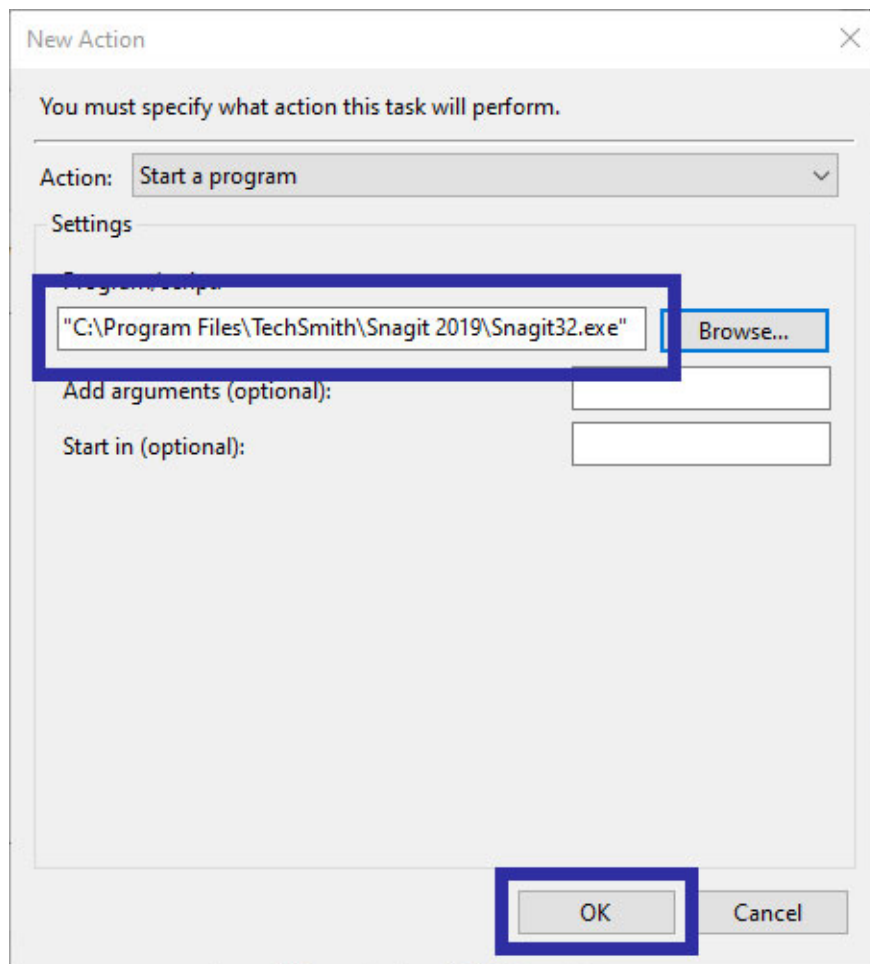 New Action
You must specify what action this task will perform.
Action: Start a program
Settings
"C:\Program Files\TechSmith\Snagit 2019\Snagit32.exe" Browse...
Add arguments (optional):
Start in (optional):
OK Cancel